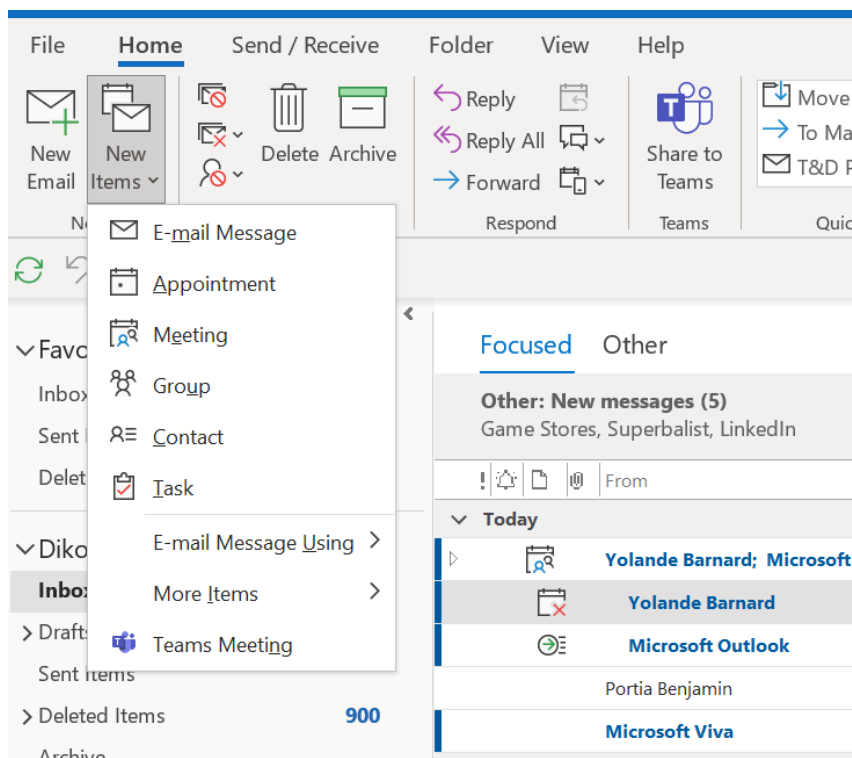 File Home Send / Receive Folder View Help
New Email
New Items
Delete
Archive
Reply
Reply All
Forward
Share to Teams
Move
To Ma
T&D P
Respond
Teams
Quic
E-mail Message
Appointment
Meeting
Group
Contact
Task
E-mail Message Using
More Items
Teams Meeting
Favo
Inbox
Sent
Delet
Diko
Inbox
Drafts
Sent Items
Deleted Items 900
Archive
Focused Other
Other: New messages (5)
Game Stores, Superbalist, LinkedIn
! From
Today
Yolande Barnard; Microsoft
Yolande Barnard
Microsoft Outlook
Portia Benjamin
Microsoft Viva